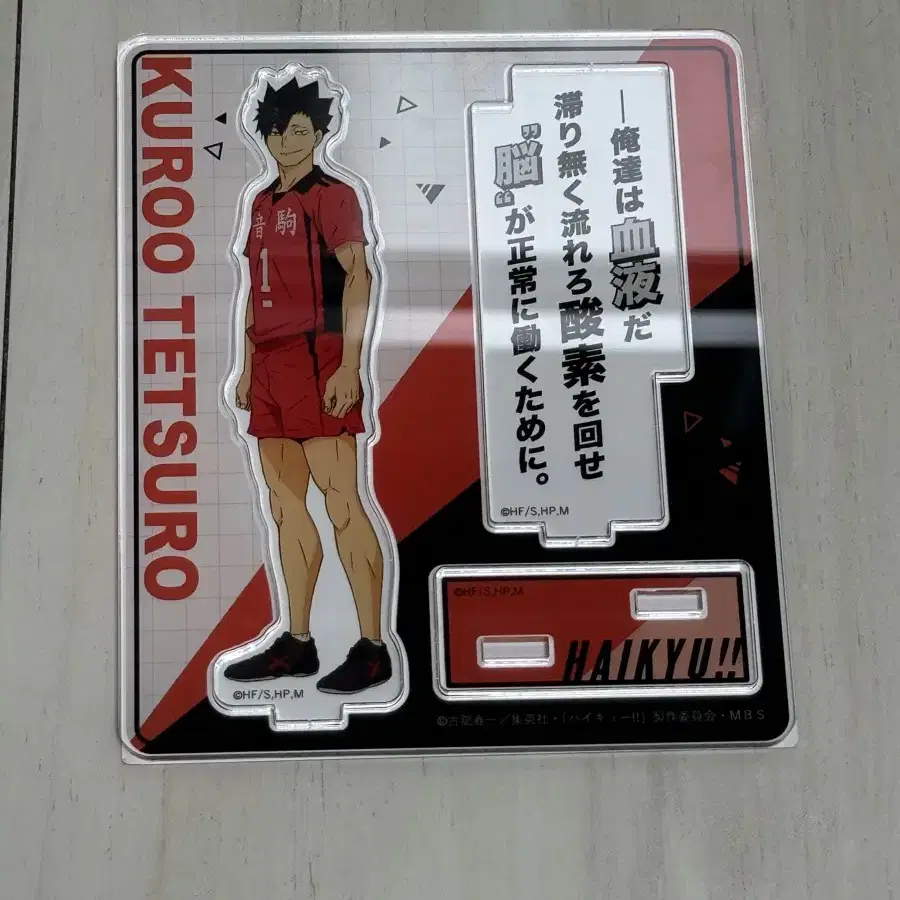 KUROO TETSURO
音駒
1
―俺達は血液だ
滞り無く流れろ酸素を回せ
"脳"が正常に働くために。
©HF/S,HP,M
©HF/S,HP,M
HAIKYU!!
©HF/S,HP,M
©古舘春一/集英社・「ハイキュー!!」製作委員会・MBS